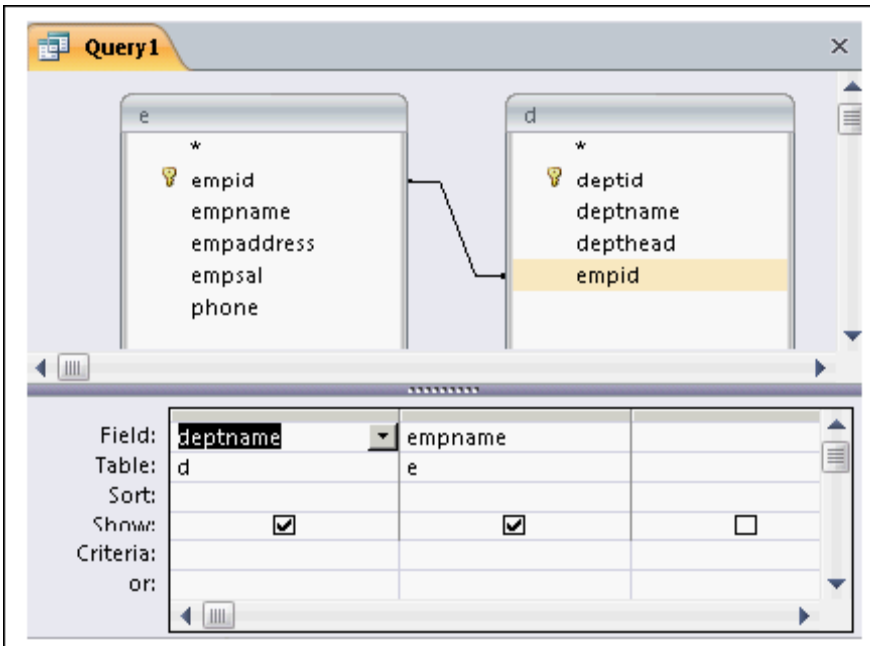 Query1
e
*
empid
empname
empaddress
empsal
phone
d
*
deptid
deptname
depthead
empid
Field: deptname empname
Table: d e
Sort:
Show:
Criteria:
or: